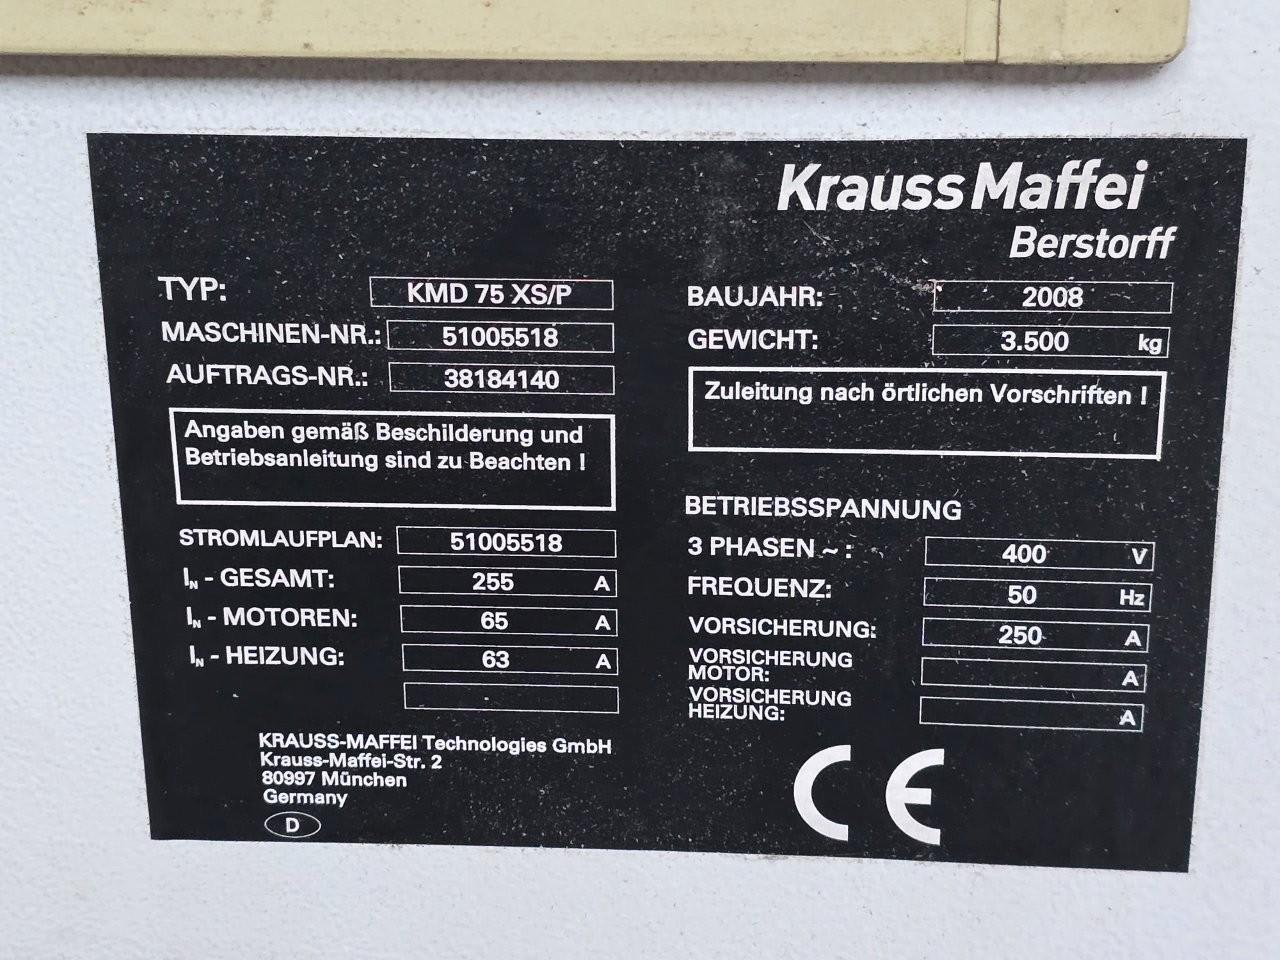 Krauss Maffei
Berstorff
TYP: KMD 75 XS/P
MASCHINEN-NR.: 51005518
AUFTRAGS-NR.: 38184140
Angaben gemäß Beschilderung und
Betriebsanleitung sind zu Beachten !
STROMLAUFPLAN: 51005518
IN - GESAMT: 255 A
IN - MOTOREN: 65 A
IN - HEIZUNG: 63 A
KRAUSS-MAFFEI Technologies GmbH
Krauss-Maffei-Str. 2
80997 München
Germany
D
BAUJAHR: 2008
GEWICHT: 3.500 kg
Zuleitung nach örtlichen Vorschriften !
BETRIEBSSPANNUNG
3 PHASEN ~ : 400 V
FREQUENZ: 50 Hz
VORSICHERUNG: 250 A
VORSICHERUNG
MOTOR: A
VORSICHERUNG
HEIZUNG: A
CE